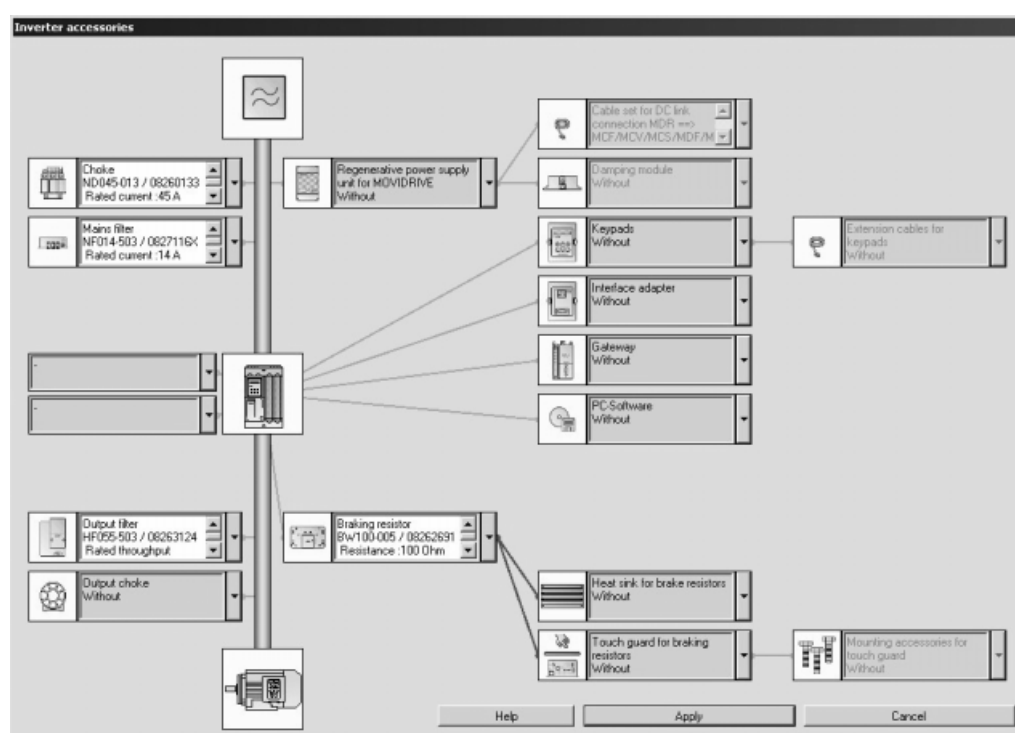 Inverter accessories
Cable set for DC link
connection MDR ==>
MCF/MCV/MCS/MDF/M
Choke
ND045-013 / 08260133
Rated current :45 A
Regenerative power supply
unit for MOVIDRIVE
Without
Damping module
Without
Mains filter
NF014-503 / 0827116X
Rated current :14 A
Keypads
Without
Extension cables for
keypads
Without
Interface adapter
Without
Gateway
Without
-
-
PC-Software
Without
Output filter
HF055-503 / 08263124
Rated throughput
Braking resistor
BW100-005 / 08262691
Resistance :100 Ohm
Output choke
Without
Heat sink for brake resistors
Without
Touch guard for braking
resistors
Without
Mounting accessories for
touch guard
Without
Help
Apply
Cancel